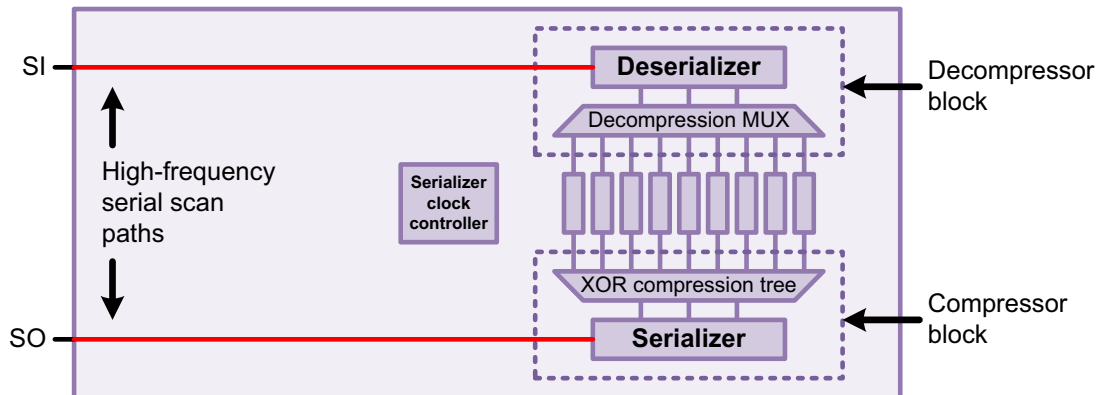 SI
Deserializer
Decompressor
block
Decompression MUX
High-frequency
serial scan
paths
Serializer
clock
controller
XOR compression tree
Compressor
block
SO
Serializer